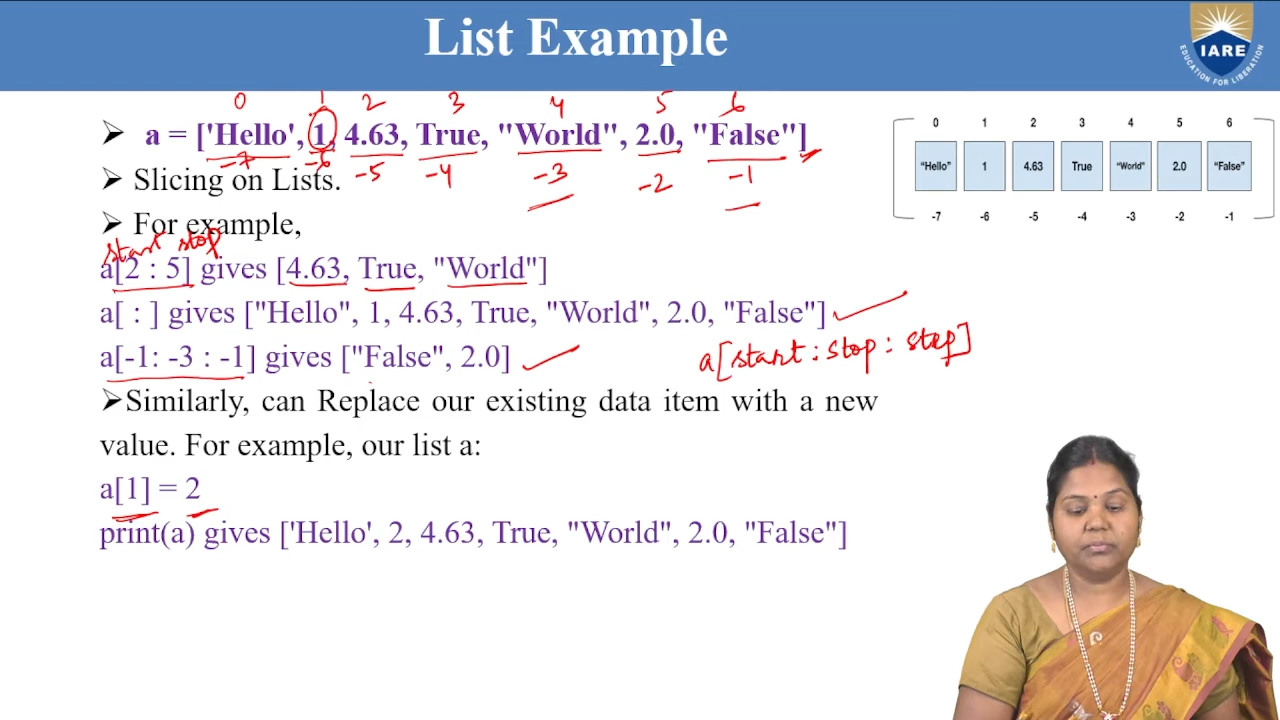 List Example
IARE
EDUCATION FOR LIBERATION
0 1 2 3 4 5 6
➤ a = ['Hello', 1, 4.63, True, "World", 2.0, "False"]
-7 -6 -5 -4 -3 -2 -1
➤ Slicing on Lists.
➤ For example,
start stop
a[2 : 5] gives [4.63, True, "World"]
a[ : ] gives ["Hello", 1, 4.63, True, "World", 2.0, "False"]
a[-1: -3 : -1] gives ["False", 2.0]
a[start : stop : step]
➤Similarly, can Replace our existing data item with a new
value. For example, our list a:
a[1] = 2
print(a) gives ['Hello', 2, 4.63, True, "World", 2.0, "False"]
0 1 2 3 4 5 6
"Hello" 1 4.63 True "World" 2.0 "False"
-7 -6 -5 -4 -3 -2 -1